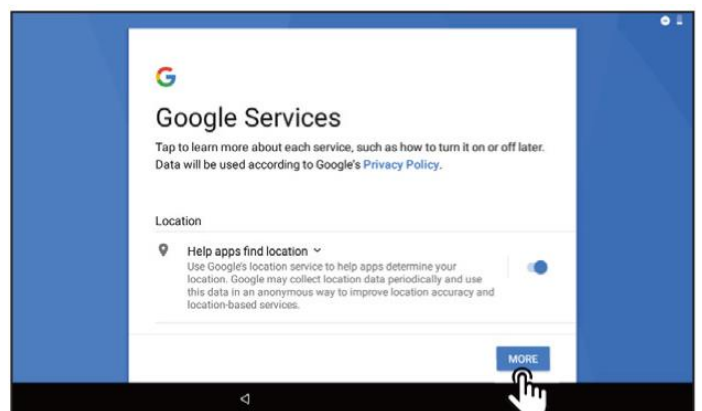 Google Services
Tap to learn more about each service, such as how to turn it on or off later.
Data will be used according to Google's Privacy Policy.
Location
Help apps find location
Use Google's location service to help apps determine your
location. Google may collect location data periodically and use
this data in an anonymous way to improve location accuracy and
location-based services.
MORE